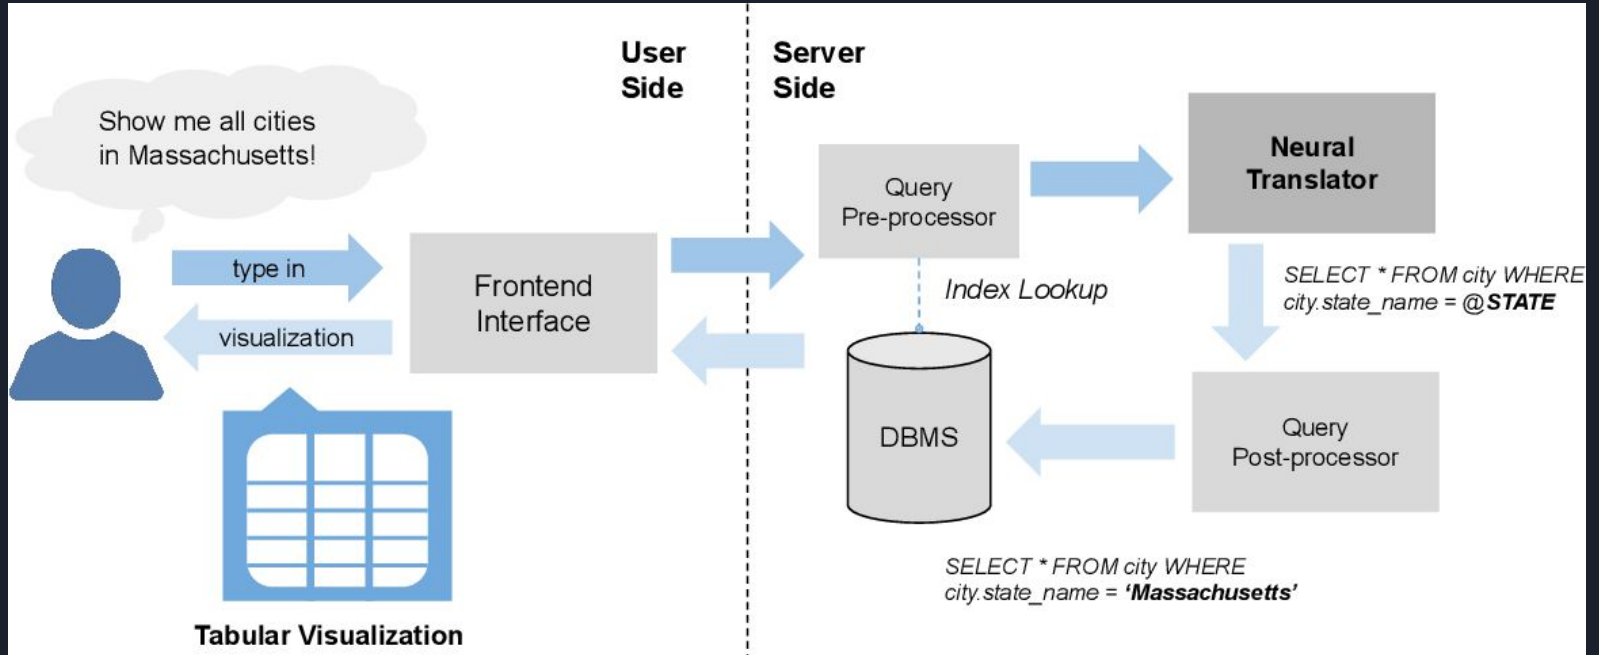 User
Side
Server
Side
Show me all cities
in Massachusetts!
type in
visualization
Frontend
Interface
Query
Pre-processor
Index Lookup
Neural
Translator
SELECT * FROM city WHERE
city.state_name = @STATE
DBMS
Query
Post-processor
SELECT * FROM city WHERE
city.state_name = ‘Massachusetts’
Tabular Visualization